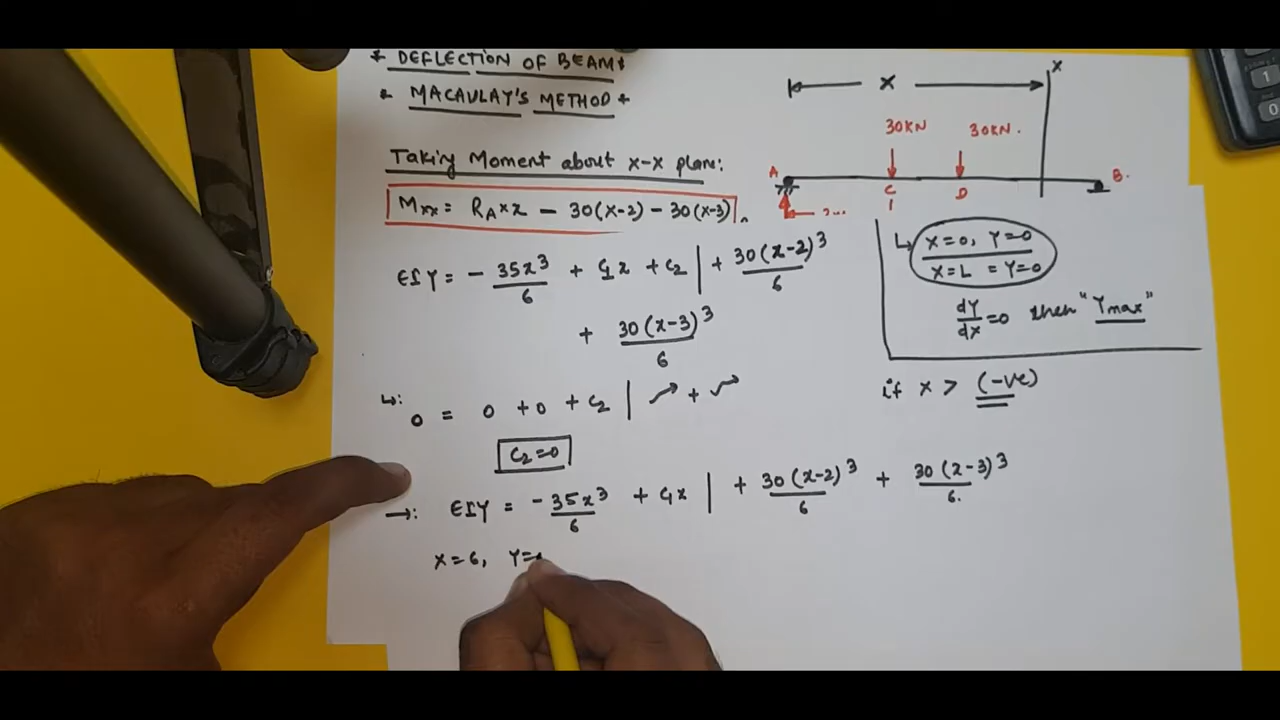 * DEFLECTION OF BEAM *
* MACAULAY'S METHOD *
Taking Moment about x-x plane:
Mxx = RA×x - 30(x-2) - 30(x-3)
EIY = - 35x³/6 + C1x + C2 | + 30(x-2)³/6
+ 30(x-3)³/6
0 = 0 + 0 + C2 |
C2=0
EIY = - 35x³/6 + C1x | + 30(x-2)³/6 + 30(x-3)³/6.
x=6, Y=
X
x
30KN 30KN.
A B.
C D
x=0, Y=0
x=L = Y=0
dY/dx =0 then "Ymax"
if x > (-ve)
1
0